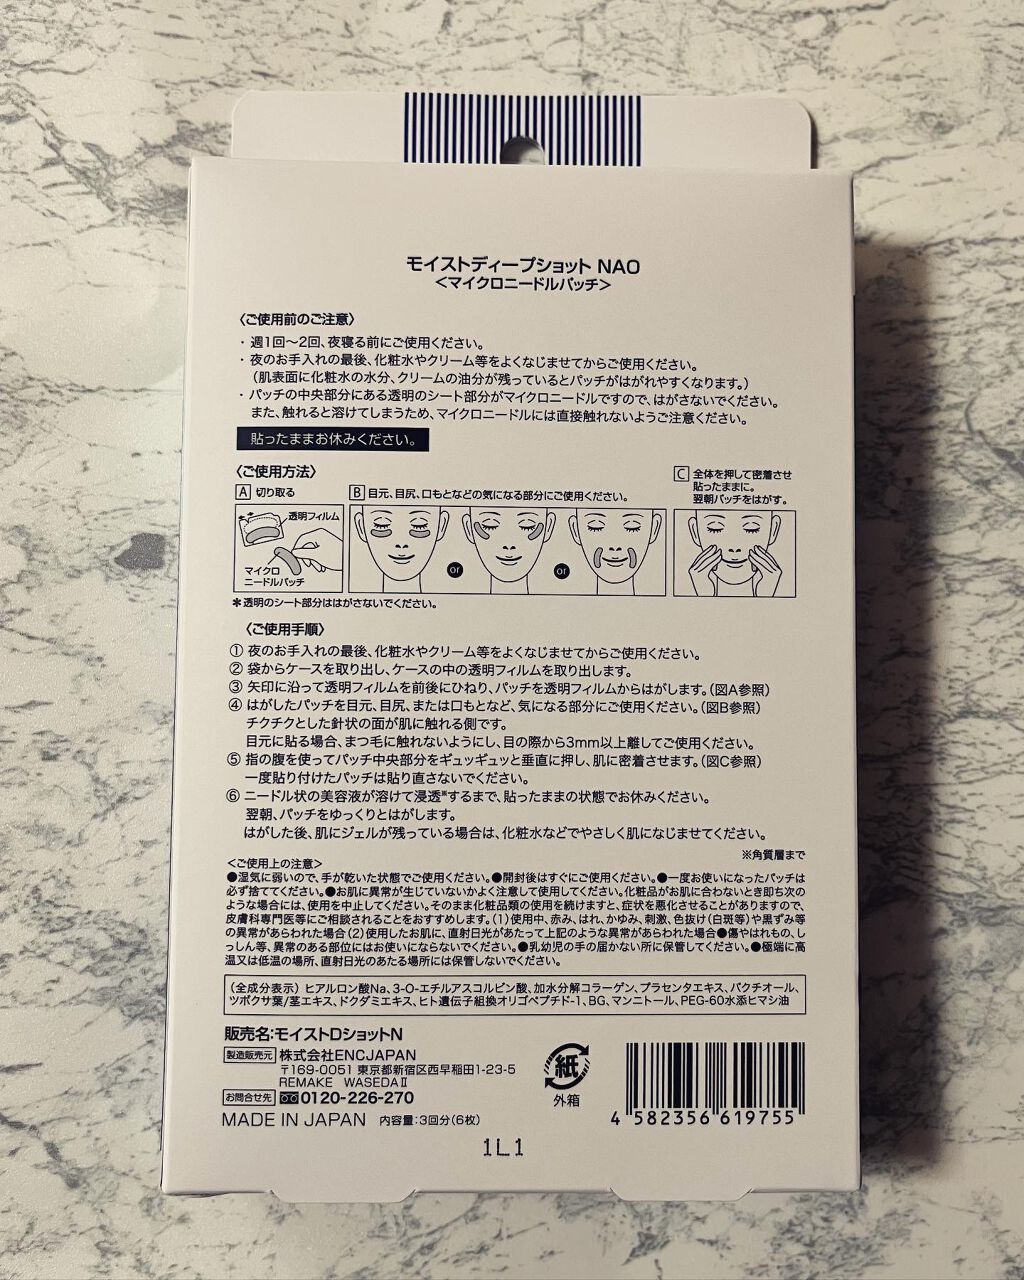 モイストディープショット NAO
＜マイクロニードルパッチ＞
〈ご使用前のご注意〉
・週1回〜2回、夜寝る前にご使用ください。
・夜のお手入れの最後、化粧水やクリーム等をよくなじませてからご使用ください。
（肌表面に化粧水の水分、クリームの油分が残っているとパッチがはがれやすくなります。）
・パッチの中央部分にある透明のシート部分がマイクロニードルですので、はがさないでください。
また、触れると溶けてしまうため、マイクロニードルには直接触れないようご注意ください。
貼ったままお休みください。
〈ご使用方法〉
A 切り取る
透明フィルム
マイクロ
ニードルパッチ
B 目元、目尻、口もとなどの気になる部分にご使用ください。
or
or
C 全体を押して密着させ
貼ったままに。
翌朝パッチをはがす。
＊透明のシート部分ははがさないでください。
〈ご使用手順〉
① 夜のお手入れの最後、化粧水やクリーム等をよくなじませてからご使用ください。
② 袋からケースを取り出し、ケースの中の透明フィルムを取り出します。
③ 矢印に沿って透明フィルムを前後にひねり、パッチを透明フィルムからはがします。（図A参照）
④ はがしたパッチを目元、目尻、または口もとなど、気になる部分にご使用ください。（図B参照）
チクチクとした針状の面が肌に触れる側です。
目元に貼る場合、まつ毛に触れないようにし、目の際から3mm以上離してご使用ください。
⑤ 指の腹を使ってパッチ中央部分をギュッギュッと垂直に押し、肌に密着させます。（図C参照）
一度貼り付けたパッチは貼り直さないでください。
⑥ ニードル状の美容液が溶けて浸透※するまで、貼ったままの状態でお休みください。
翌朝、パッチをゆっくりとはがします。
はがした後、肌にジェルが残っている場合は、化粧水などでやさしく肌になじませてください。
※角質層まで
＜ご使用上の注意＞
●湿気に弱いので、手が乾いた状態でご使用ください。●開封後はすぐにご使用ください。●一度お使いになったパッチは
必ず捨ててください。●お肌に異常が生じていないかよく注意して使用してください。化粧品がお肌に合わないとき即ち次の
ような場合には、使用を中止してください。そのまま化粧品類の使用を続けますと、症状を悪化させることがありますので、
皮膚科専門医等にご相談されることをおすすめします。（1）使用中、赤み、はれ、かゆみ、刺激、色抜け（白斑等）や黒ずみ等
の異常があらわれた場合（2）使用したお肌に、直射日光があたって上記のような異常があらわれた場合●傷やはれもの、し
っしん等、異常のある部位にはお使いにならないでください。●乳幼児の手の届かない所に保管してください。●極端に高
温又は低温の場所、直射日光のあたる場所には保管しないでください。
（全成分表示）ヒアルロン酸Na、3-O-エチルアスコルビン酸、加水分解コラーゲン、プラセンタエキス、バクチオール、
ツボクサ葉/茎エキス、ドクダミエキス、ヒト遺伝子組換オリゴペプチド-1、BG、マンニトール、PEG-60水添ヒマシ油
販売名：モイストDショットN
製造販売元 株式会社ENCJAPAN
〒169-0051 東京都新宿区西早稲田1-23-5
REMAKE WASEDAⅡ
お問合せ先 0120-226-270
MADE IN JAPAN 内容量：3回分（6枚）
紙
外箱
4 582356 619755
1L1